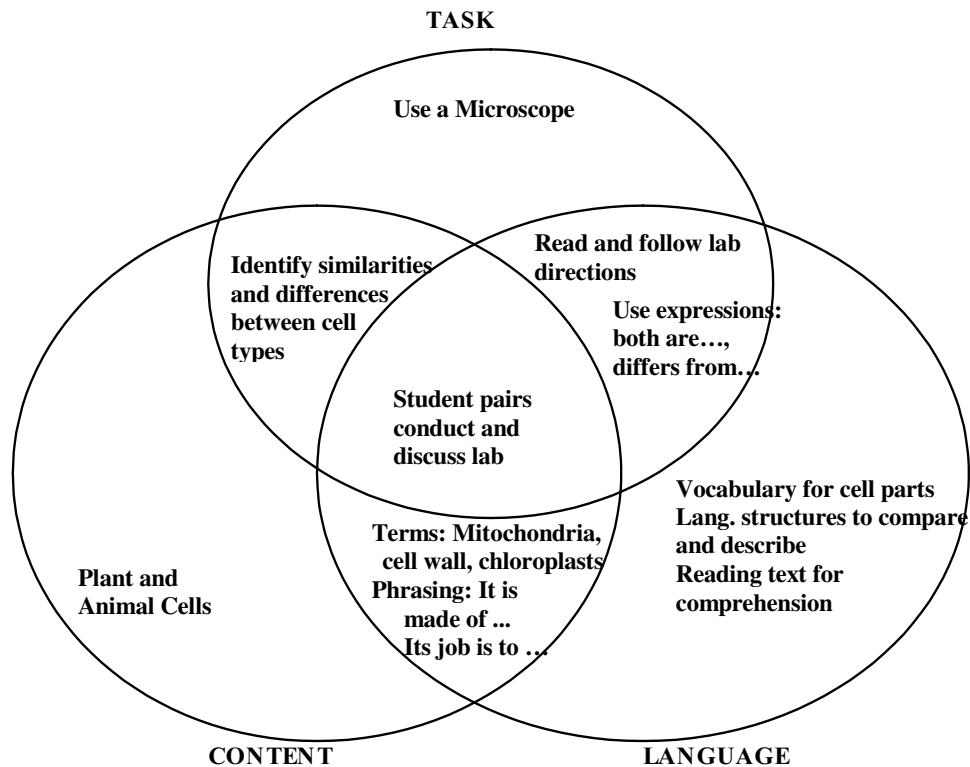 TASK
Use a Microscope
Read and follow lab
directions
Identify similarities
and differences
between cell
types
Use expressions:
both are…,
differs from…
Student pairs
conduct and
discuss lab
Vocabulary for cell parts
Lang. structures to compare
and describe
Reading text for
comprehension
Terms: Mitochondria,
cell wall, chloroplasts
Phrasing: It is
made of ...
Its job is to …
Plant and
Animal Cells
CONTENT
LANGUAGE